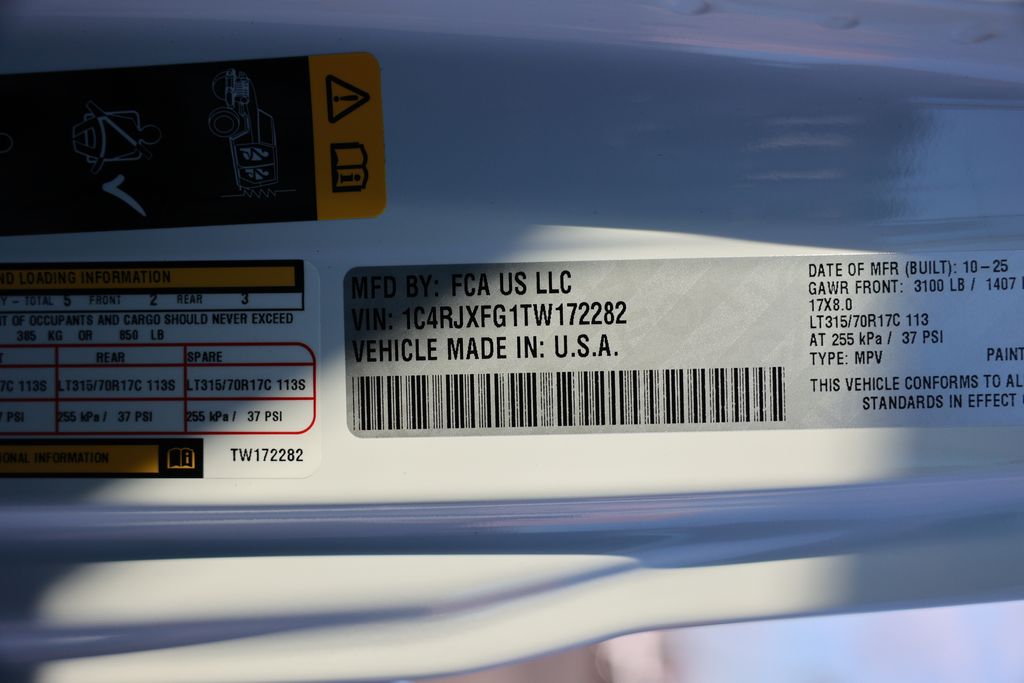 ND LOADING INFORMATION
Y - TOTAL 5 FRONT 2 REAR 3
T OF OCCUPANTS AND CARGO SHOULD NEVER EXCEED
385 KG OR 850 LB
T REAR SPARE
17C 113S LT315/70R17C 113S LT315/70R17C 113S
7 PSI 255 kPa / 37 PSI 255 kPa / 37 PSI
ONAL INFORMATION
TW172282
MFD BY: FCA US LLC
VIN: 1C4RJXFG1TW172282
VEHICLE MADE IN: U.S.A.
DATE OF MFR (BUILT): 10-25
GAWR FRONT: 3100 LB / 1407
17X8.0
LT315/70R17C 113
AT 255 kPa / 37 PSI
TYPE: MPV PAINT
THIS VEHICLE CONFORMS TO AL
STANDARDS IN EFFECT